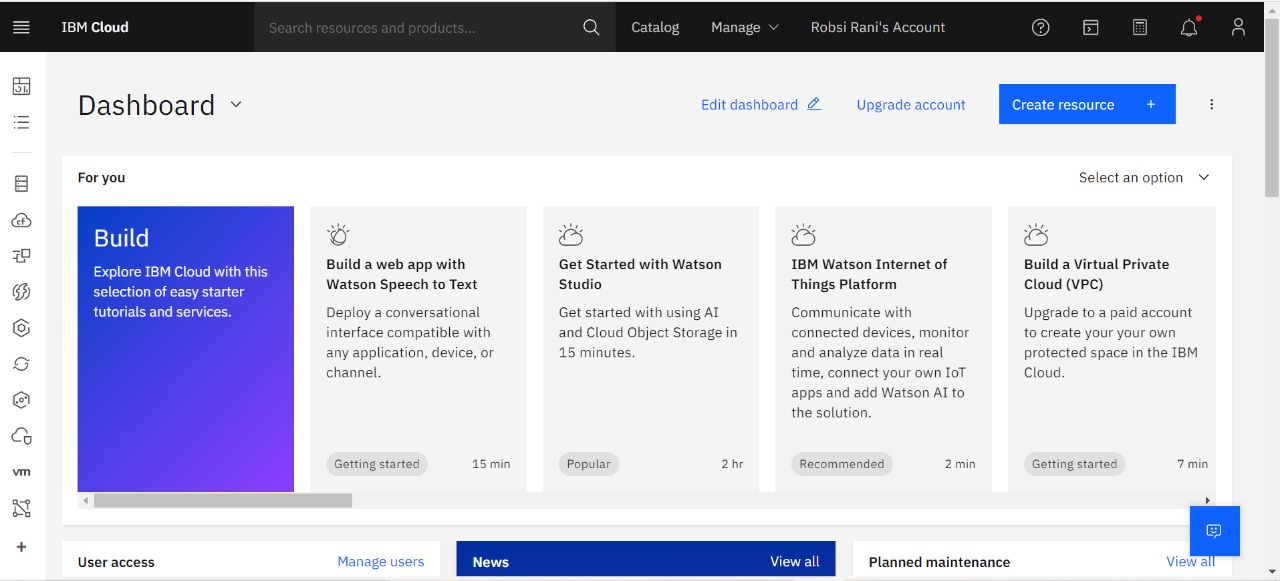 IBM Cloud
Search resources and products...
Catalog
Manage
Robsi Rani's Account
Dashboard
Edit dashboard
Upgrade account
Create resource +
For you
Select an option
Build
Explore IBM Cloud with this
selection of easy starter
tutorials and services.
Build a web app with
Watson Speech to Text
Deploy a conversational
interface compatible with
any application, device, or
channel.
Getting started
15 min
Get Started with Watson
Studio
Get started with using AI
and Cloud Object Storage in
15 minutes.
Popular
2 hr
IBM Watson Internet of
Things Platform
Communicate with
connected devices, monitor
and analyze data in real
time, connect your own IoT
apps and add Watson AI to
the solution.
Recommended
2 min
Build a Virtual Private
Cloud (VPC)
Upgrade to a paid account
to create your your own
protected space in the IBM
Cloud.
Getting started
7 min
cf
vm
User access
Manage users
News
View all
Planned maintenance
View all